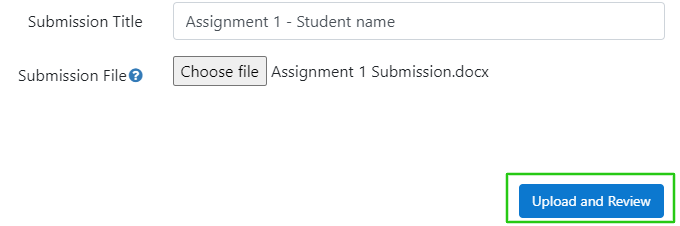 Submission Title Assignment 1 - Student name
Submission File? Choose file Assignment 1 Submission.docx
Upload and Review